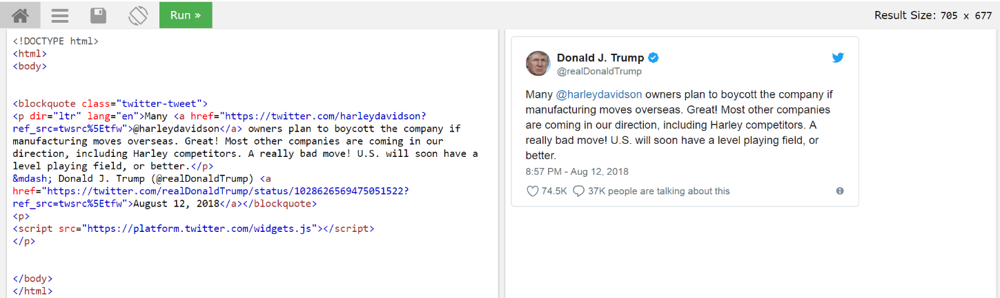 Run »
Result Size: 705 x 677
<!DOCTYPE html>
<html>
<body>
<blockquote class="twitter-tweet">
<p dir="ltr" lang="en">Many <a href="https://twitter.com/harleydavidson?
ref_src=twsrc%5Etfw">@harleydavidson</a> owners plan to boycott the company if
manufacturing moves overseas. Great! Most other companies are coming in our
direction, including Harley competitors. A really bad move! U.S. will soon have a
level playing field, or better.</p>
&mdash; Donald J. Trump (@realDonaldTrump) <a
href="https://twitter.com/realDonaldTrump/status/1028626569475051522?
ref_src=twsrc%5Etfw">August 12, 2018</a></blockquote>
<p>
<script src="https://platform.twitter.com/widgets.js"></script>
</p>
</body>
</html>
Donald J. Trump
@realDonaldTrump
Many @harleydavidson owners plan to boycott the company if
manufacturing moves overseas. Great! Most other companies
are coming in our direction, including Harley competitors. A
really bad move! U.S. will soon have a level playing field, or
better.
8:57 PM - Aug 12, 2018
74.5K 37K people are talking about this